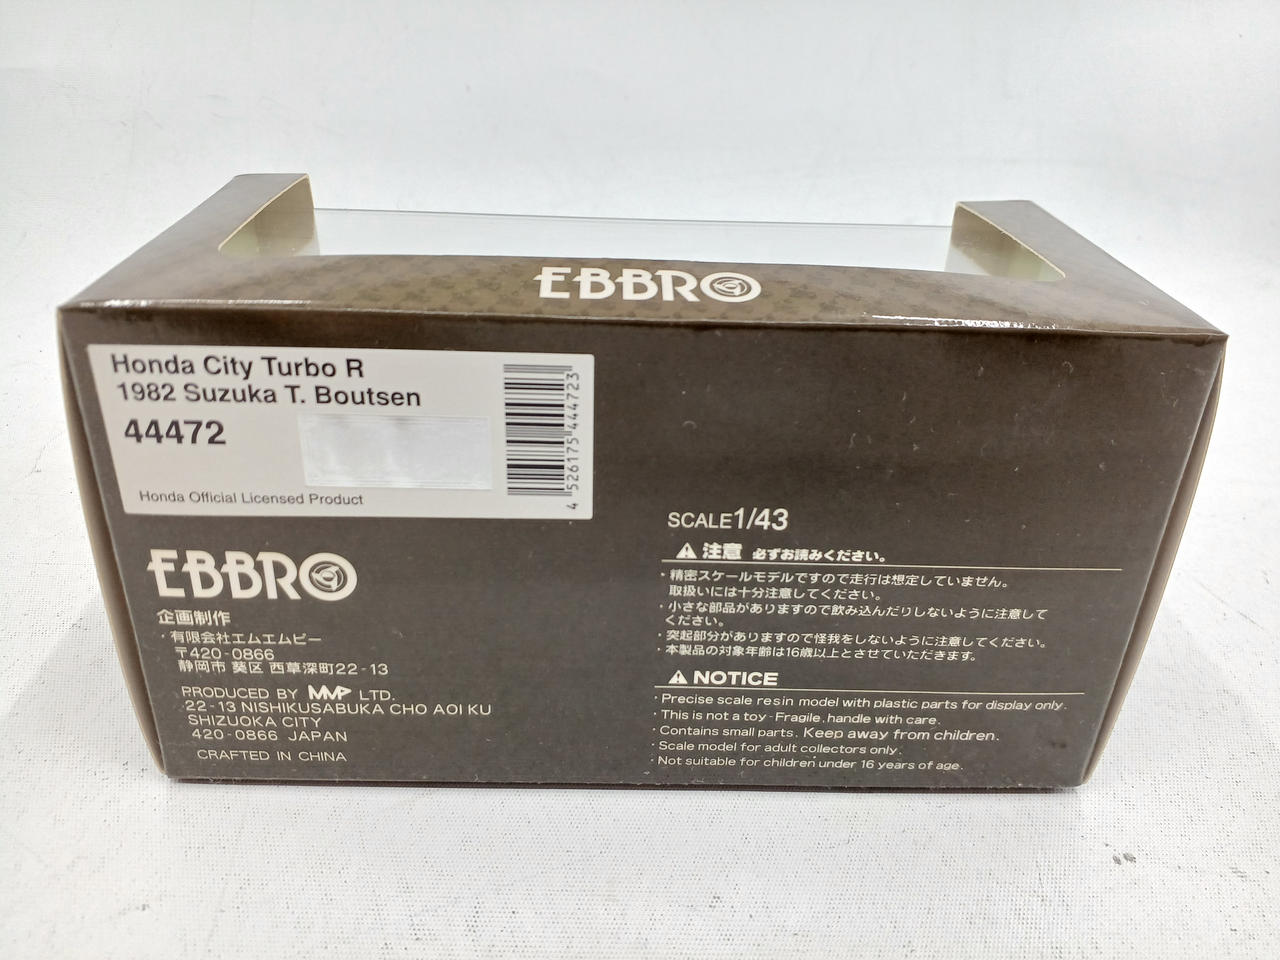 EBBRO
Honda City Turbo R
1982 Suzuka T. Boutsen
44472
4 526175 444723
Honda Official Licensed Product
EBBRO
企画制作
・有限会社エムエムピー
〒420-0866
静岡市 葵区 西草深町22-13
PRODUCED BY MMP LTD.
22-13 NISHIKUSABUKA CHO AOI KU
SHIZUOKA CITY
420-0866 JAPAN
CRAFTED IN CHINA
SCALE1/43
注意 必ずお読みください。
・精密スケールモデルですので走行は想定していません。
取扱いには十分注意してください。
・小さな部品がありますので飲み込んだりしないように注意して
ください。
・突起部分がありますので怪我をしないように注意してください。
・本製品の対象年齢は16歳以上とさせていただきます。
NOTICE
・Precise scale resin model with plastic parts for display only.
・This is not a toy - Fragile, handle with care.
・Contains small parts. Keep away from children.
・Scale model for adult collectors only.
・Not suitable for children under 16 years of age.